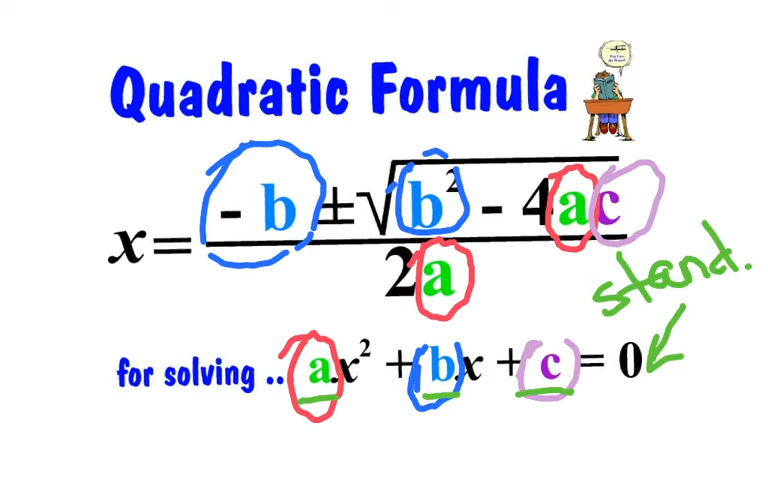 Quadratic Formula
x = -b ± √(b² - 4ac) / 2a
stand.
for solving .. ax² + bx + c = 0